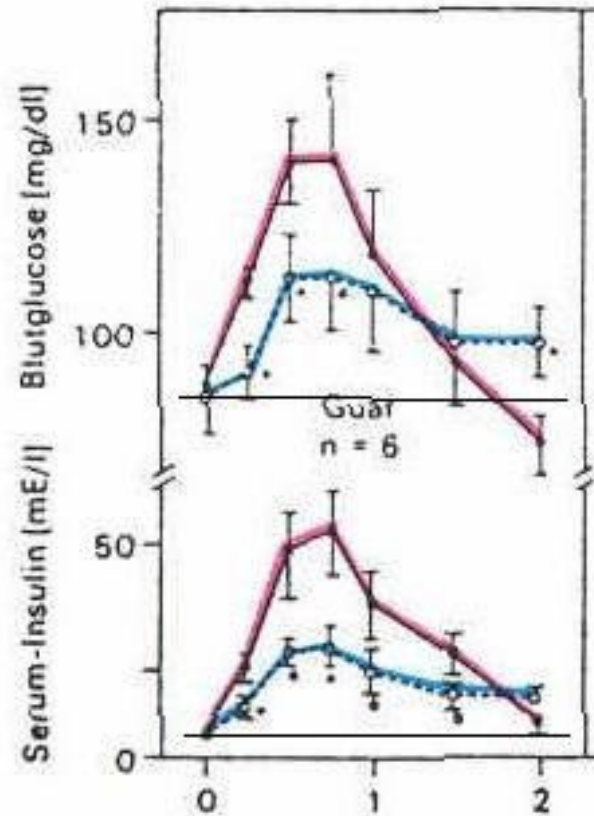 Blutglucose [mg/dl]
150
100
Guar
n = 6
Serum-Insulin [mE/l]
50
0
0 1 2